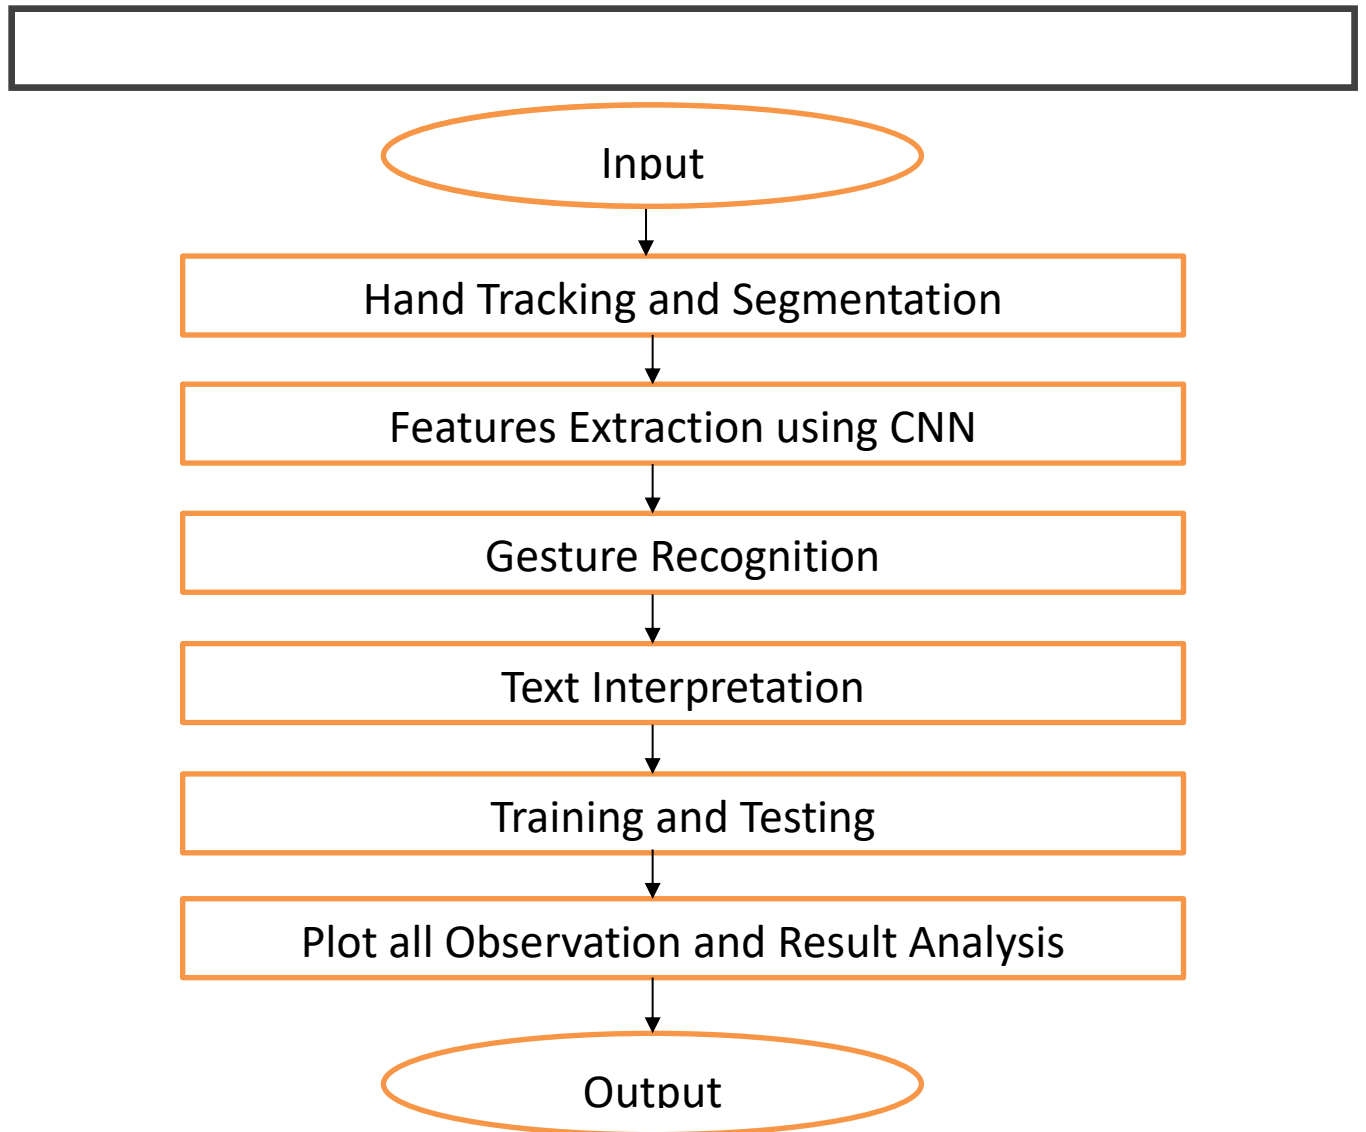 Input
Hand Tracking and Segmentation
Features Extraction using CNN
Gesture Recognition
Text Interpretation
Training and Testing
Plot all Observation and Result Analysis
Output